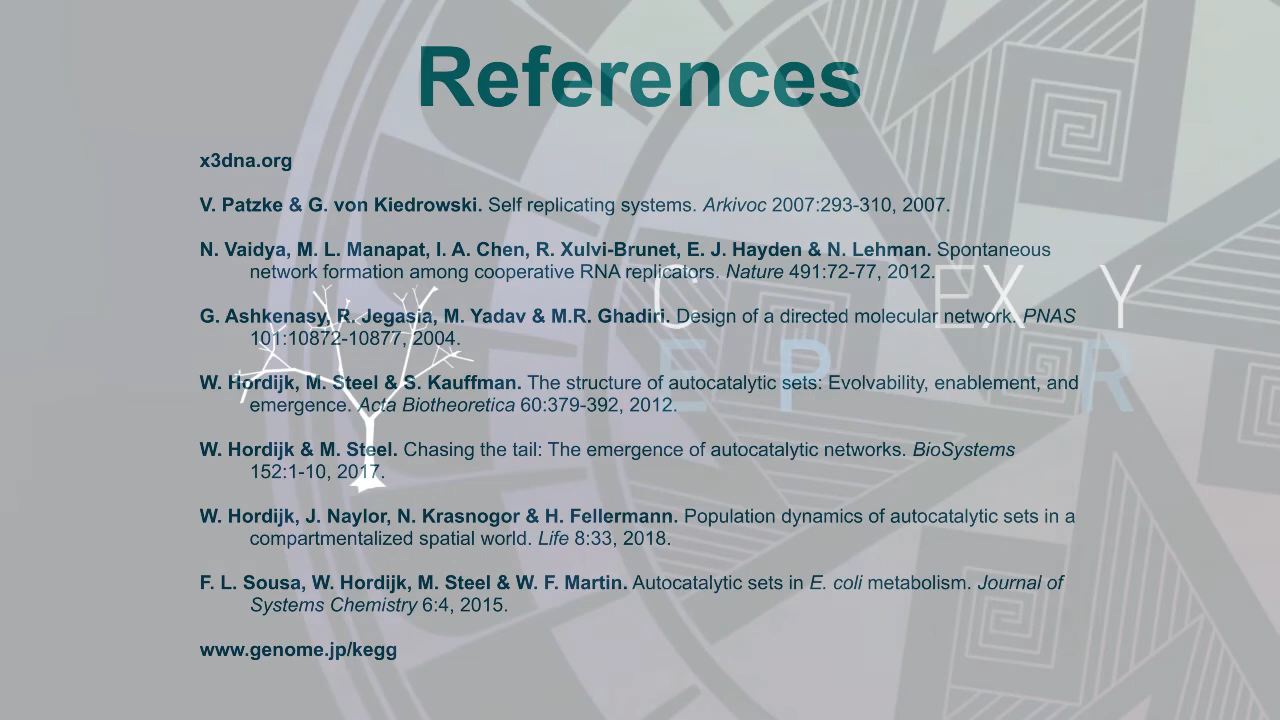 References
x3dna.org
V. Patzke & G. von Kiedrowski. Self replicating systems. Arkivoc 2007:293-310, 2007.
N. Vaidya, M. L. Manapat, I. A. Chen, R. Xulvi-Brunet, E. J. Hayden & N. Lehman. Spontaneous
network formation among cooperative RNA replicators. Nature 491:72-77, 2012.
G. Ashkenasy, R. Jegasia, M. Yadav & M.R. Ghadiri. Design of a directed molecular network. PNAS
101:10872-10877, 2004.
W. Hordijk, M. Steel & S. Kauffman. The structure of autocatalytic sets: Evolvability, enablement, and
emergence. Acta Biotheoretica 60:379-392, 2012.
W. Hordijk & M. Steel. Chasing the tail: The emergence of autocatalytic networks. BioSystems
152:1-10, 2017.
W. Hordijk, J. Naylor, N. Krasnogor & H. Fellermann. Population dynamics of autocatalytic sets in a
compartmentalized spatial world. Life 8:33, 2018.
F. L. Sousa, W. Hordijk, M. Steel & W. F. Martin. Autocatalytic sets in E. coli metabolism. Journal of
Systems Chemistry 6:4, 2015.
www.genome.jp/kegg
C EX Y
E P R